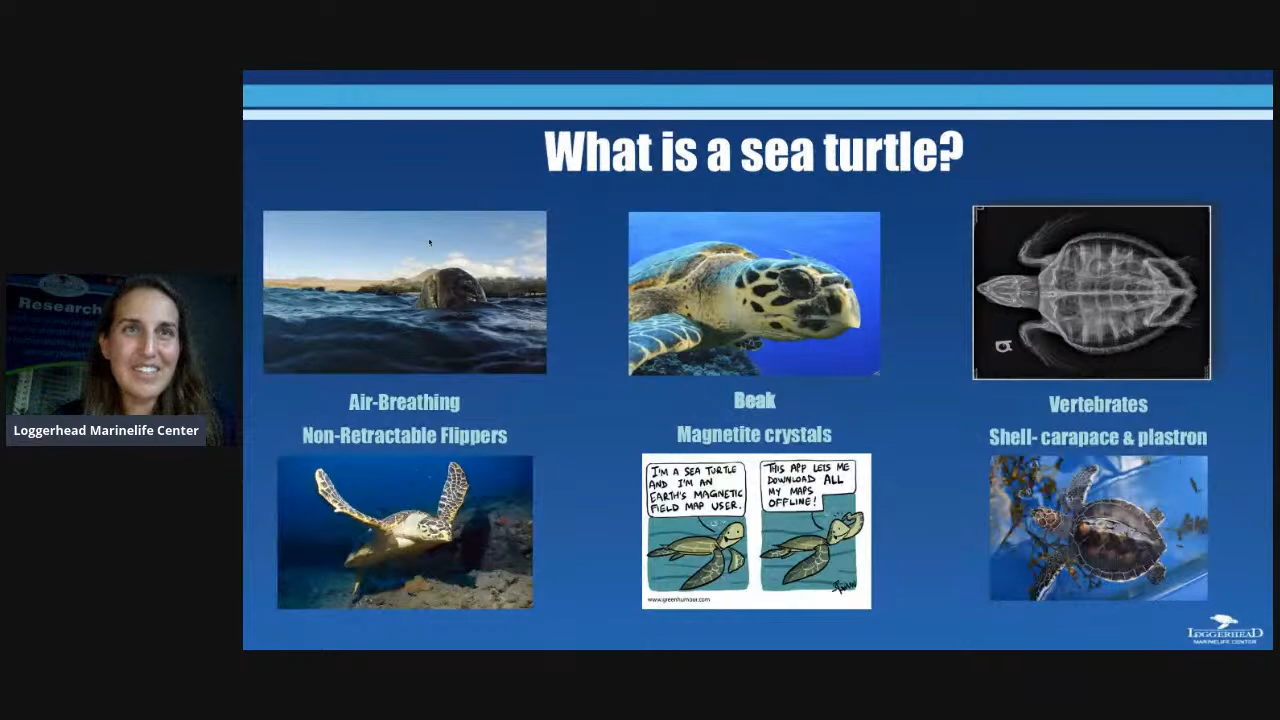 What is a sea turtle?
Research
Loggerhead Marinelife Center
Air-Breathing
Beak
Vertebrates
Non-Retractable Flippers
Magnetite crystals
Shell- carapace & plastron
I'M A SEA TURTLE
AND I'M AN
EARTH'S MAGNETIC
FIELD MAP USER.
THIS APP LETS ME
DOWNLOAD ALL
MY MAPS
OFFLINE!
www.greenhumour.com
LOGGERHEAD
MARINELIFE CENTER